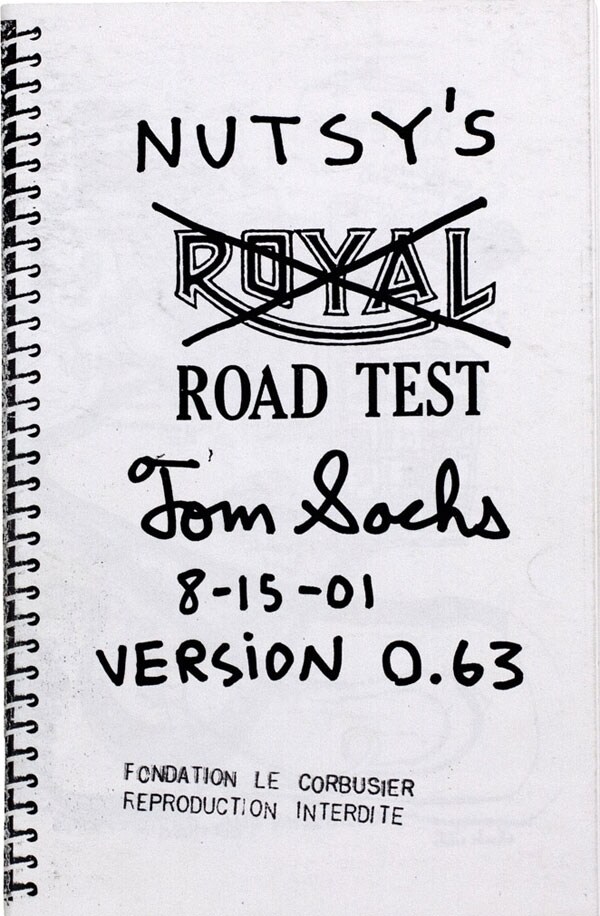 NUTSY'S
ROYAL
ROAD TEST
Tom Sachs
8-15-01
VERSiON 0.63
FONDATION LE CORBUSIER
REPRODUCTION INTERDITE